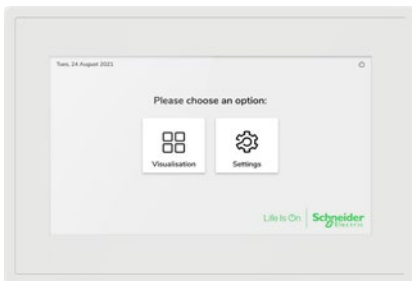 Tues, 24 August 2021
Please choose an option:
Visualisation
Settings
Life Is On
Schneider
Electric